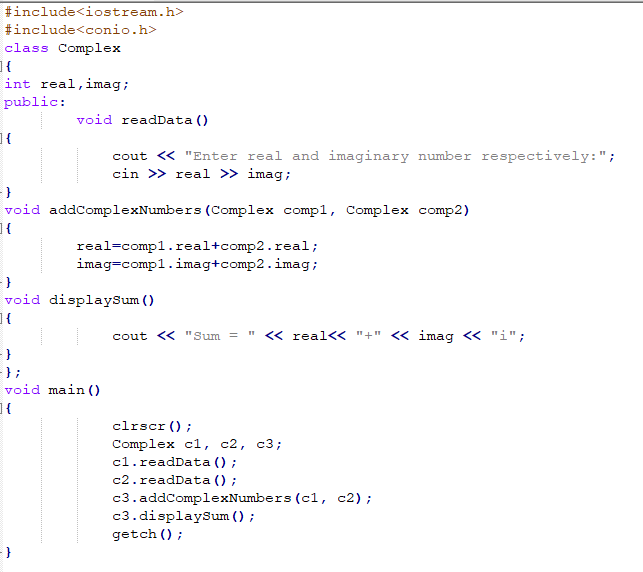 #include<iostream.h>
#include<conio.h>
class Complex
{
int real,imag;
public:
void readData()
{
cout << "Enter real and imaginary number respectively:";
cin >> real >> imag;
}
void addComplexNumbers(Complex comp1, Complex comp2)
{
real=comp1.real+comp2.real;
imag=comp1.imag+comp2.imag;
}
void displaySum()
{
cout << "Sum = " << real<< "+" << imag << "i";
}
};
void main()
{
clrscr();
Complex c1, c2, c3;
c1.readData();
c2.readData();
c3.addComplexNumbers(c1, c2);
c3.displaySum();
getch();
}